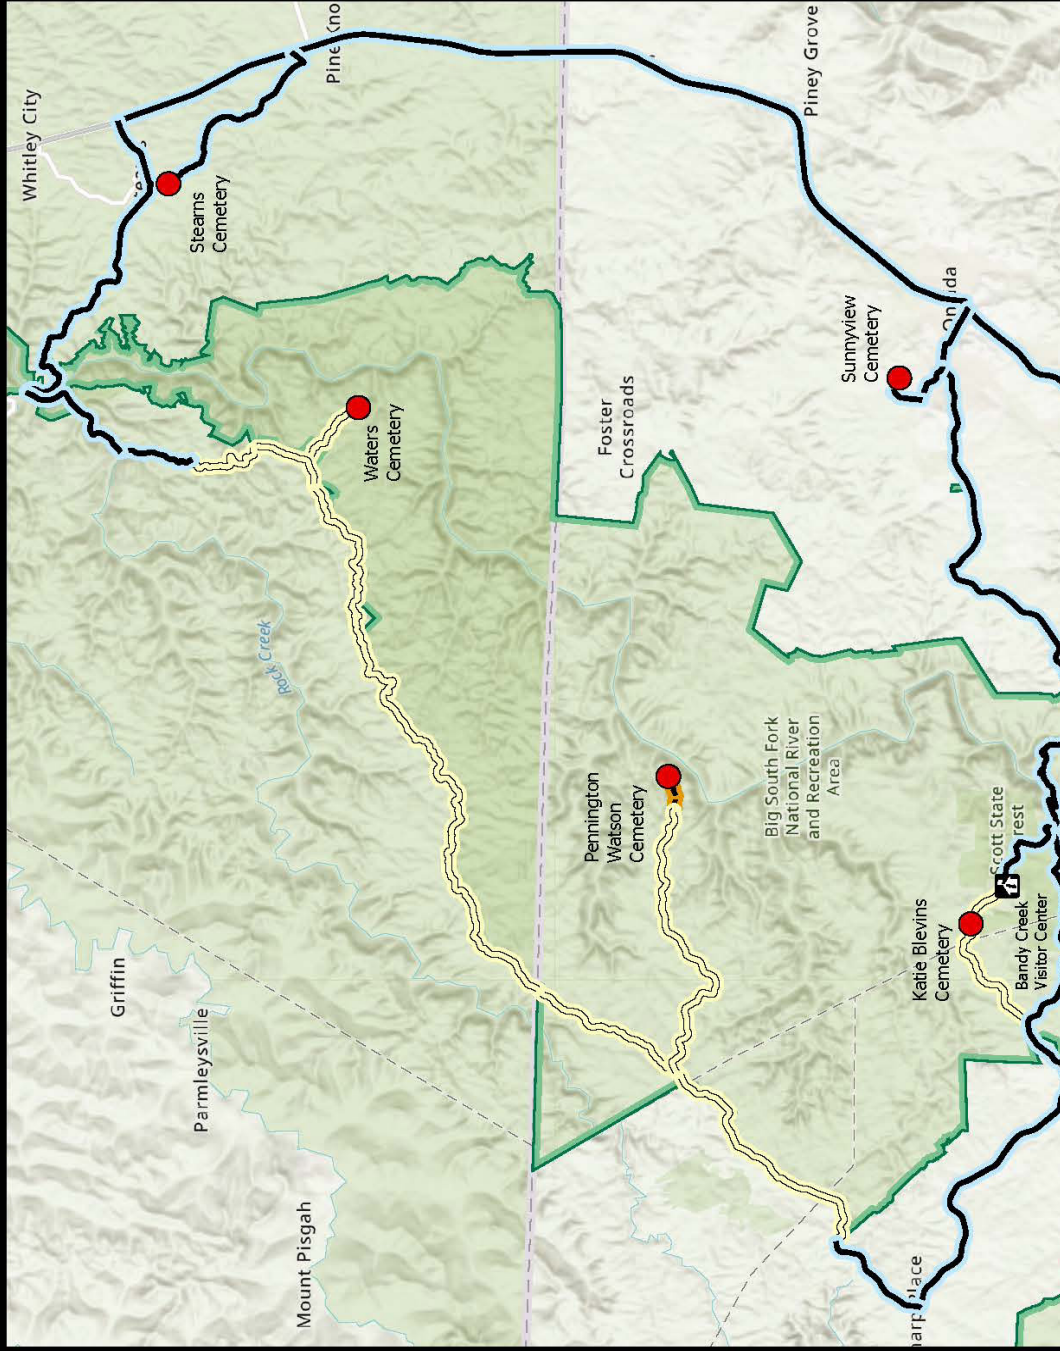 Mount Pisgah
Parmleysville
Griffin
Whitley City
Rock Creek
Stearns
Cemetery
Waters
Cemetery
Pine Kno
Pennington
Watson
Cemetery
Foster
Crossroads
Big South Fork
National River
and Recreation
Area
Piney Grove
Sunnyview
Cemetery
Katie Blevins
Cemetery
Scott State
rest
Bandy Creek
Visitor Center